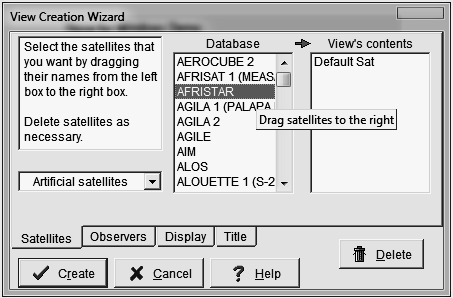 View Creation Wizard
Select the satellites that
you want by dragging
their names from the left
box to the right box.
Delete satellites as
necessary.
Artificial satellites
Database
View's contents
AEROCUBE 2
AFRISAT 1 (MEAS
AFRISTAR
AGILA 1 (PALAPA
AGILA 2
AGILE
AIM
ALOS
ALOUETTE 1 (S-2
Default Sat
Drag satellites to the right
Satellites
Observers
Display
Title
Delete
Create
Cancel
? Help